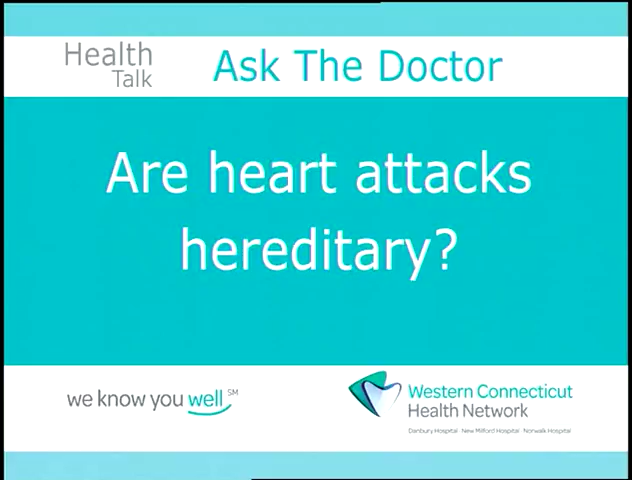 Health
Talk
Ask The Doctor
Are heart attacks
hereditary?
we know you well SM
Western Connecticut
Health Network
Danbury Hospital · New Milford Hospital · Norwalk Hospital